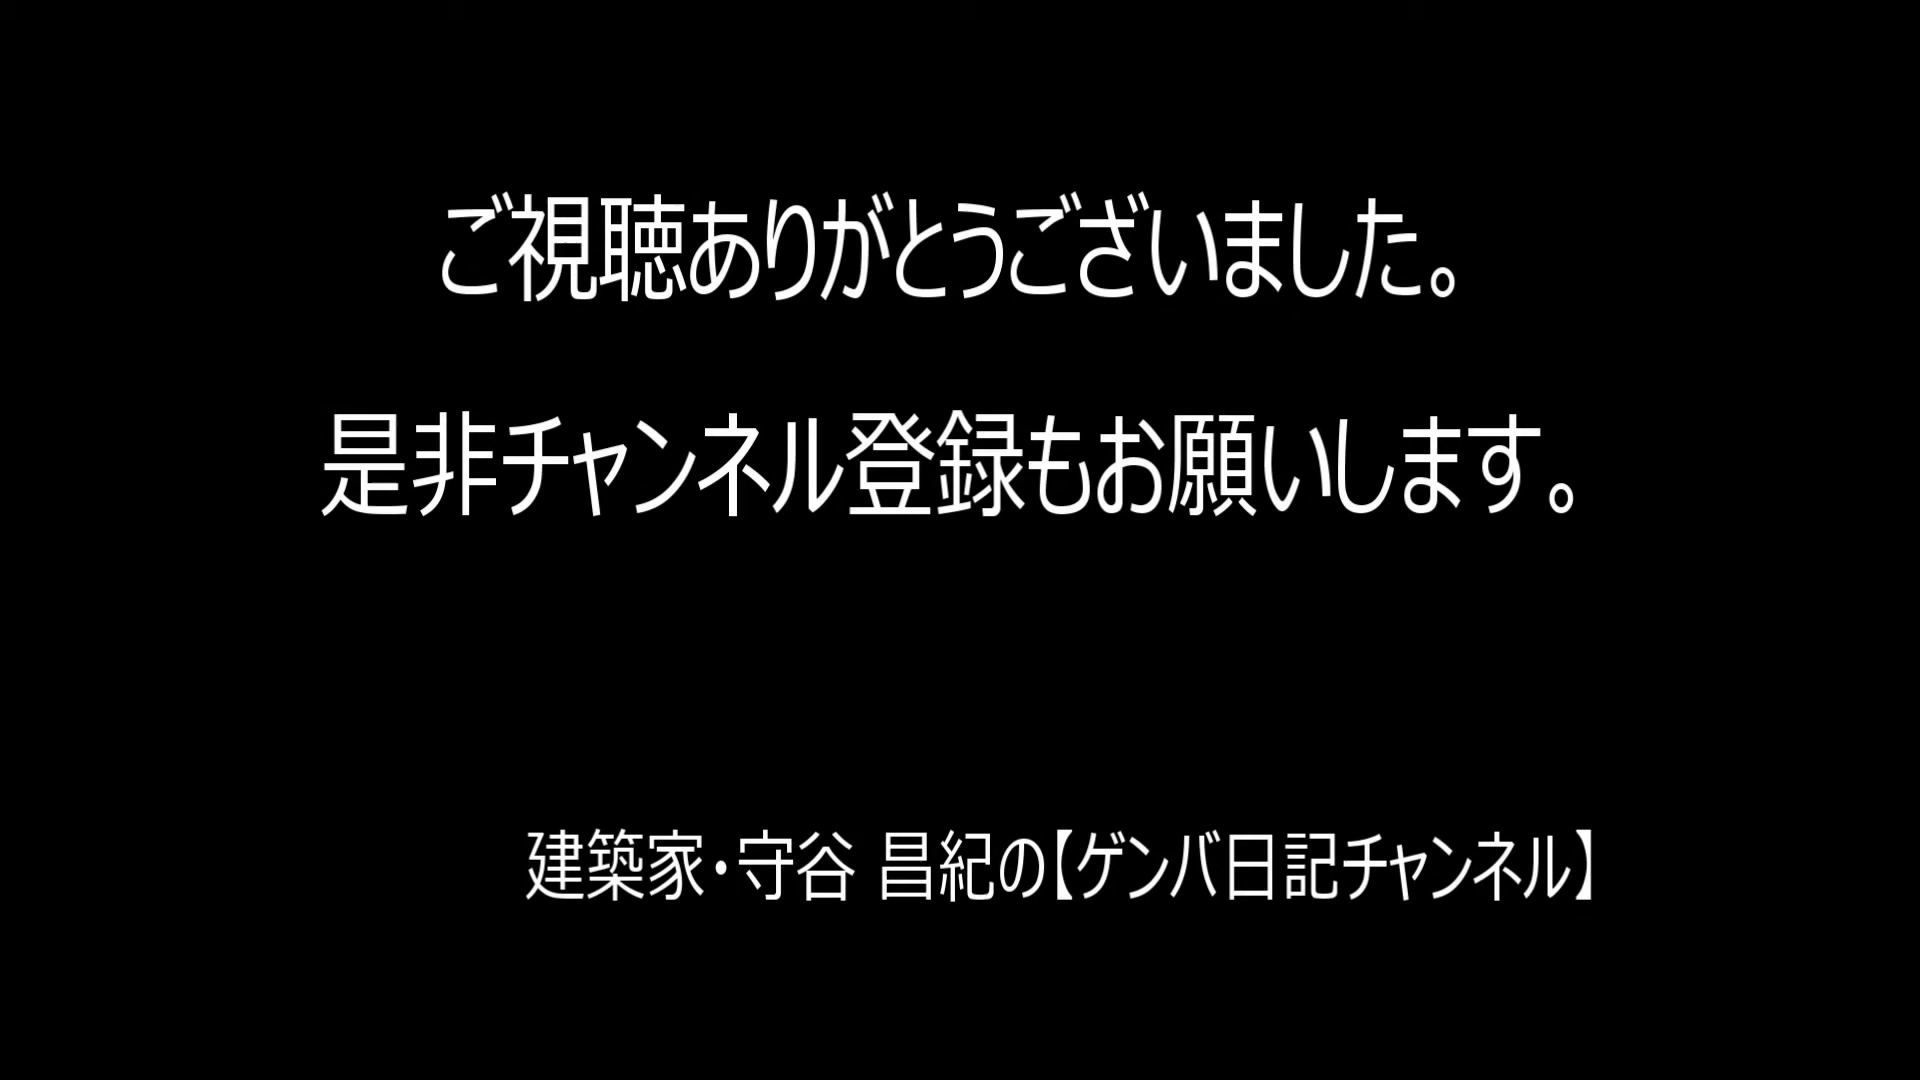 ご視聴ありがとうございました。
是非チャンネル登録もお願いします。
建築家・守谷 昌紀の【ゲンバ日記チャンネル】